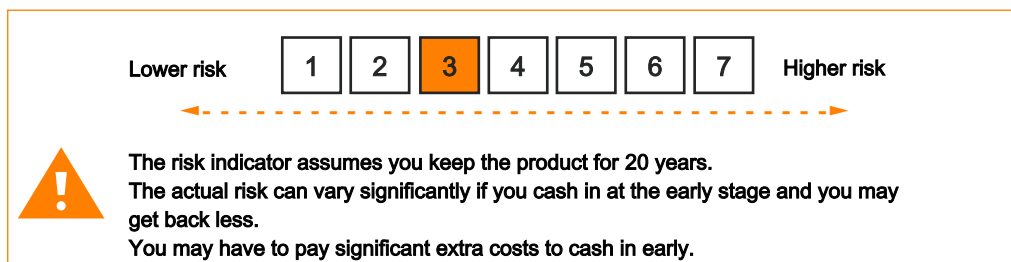 Lower risk 1 2 3 4 5 6 7 Higher risk
!
The risk indicator assumes you keep the product for 20 years.
The actual risk can vary significantly if you cash in at the early stage and you may
get back less.
You may have to pay significant extra costs to cash in early.